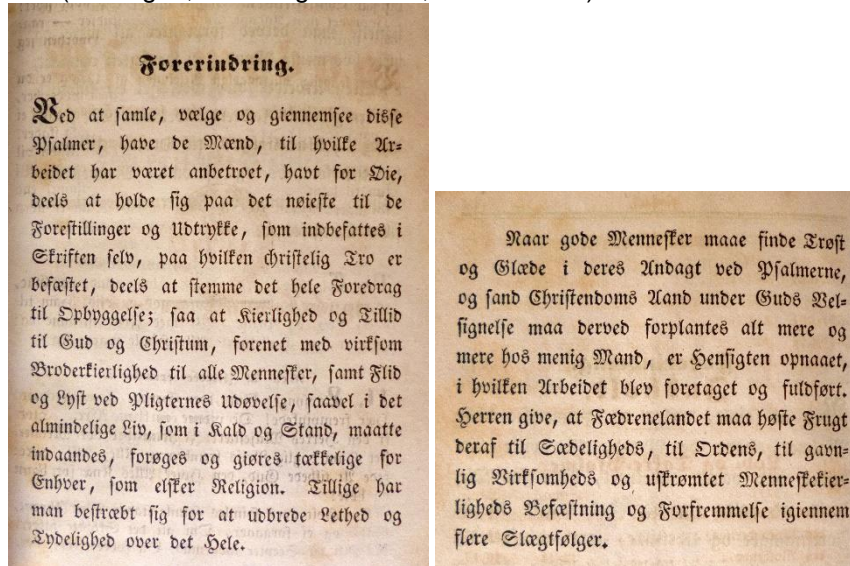 Forerindring.
Ved at samle, vælge og giennemsee disse
Psalmer, have de Mænd, til hvilke Ar-
beidet har været anbetroet, havt for Øie,
deels at holde sig paa det nøieste til de
Forestillinger og Udtrykke, som indbefattes i
Skriften selv, paa hvilken christelig Tro er
befæstet, deels at stemme det hele Foredrag
til Opbyggelse; saa at Kierlighed og Tillid
til Gud og Christum, forenet med virksom
Broderkierlighed til alle Mennesker, samt Flid
og Lyst ved Pligternes Udøvelse, saavel i det
almindelige Liv, som i Kald og Stand, maatte
indaandes, forøges og giøres tækkelige for
Enhver, som elsker Religion. Tillige har
man bestræbt sig for at udbrede Lethed og
Tydelighed over det Hele.
Naar gode Mennesker maae finde Trøst
og Glæde i deres Andagt ved Psalmerne,
og sand Christendoms Aand under Guds Vel-
signelse maa derved forplantes alt mere og
mere hos menig Mand, er Hensigten opnaaet,
i hvilken Arbeidet blev foretaget og fuldført.
Herren give, at Fædrenelandet maa høste Frugt
deraf til Sædeligheds, til Ordens, til gavn-
lig Virksomheds og uskrømtet Menneskekier-
ligheds Befæstning og Forfremmelse igiennem
flere Slægtfølger.